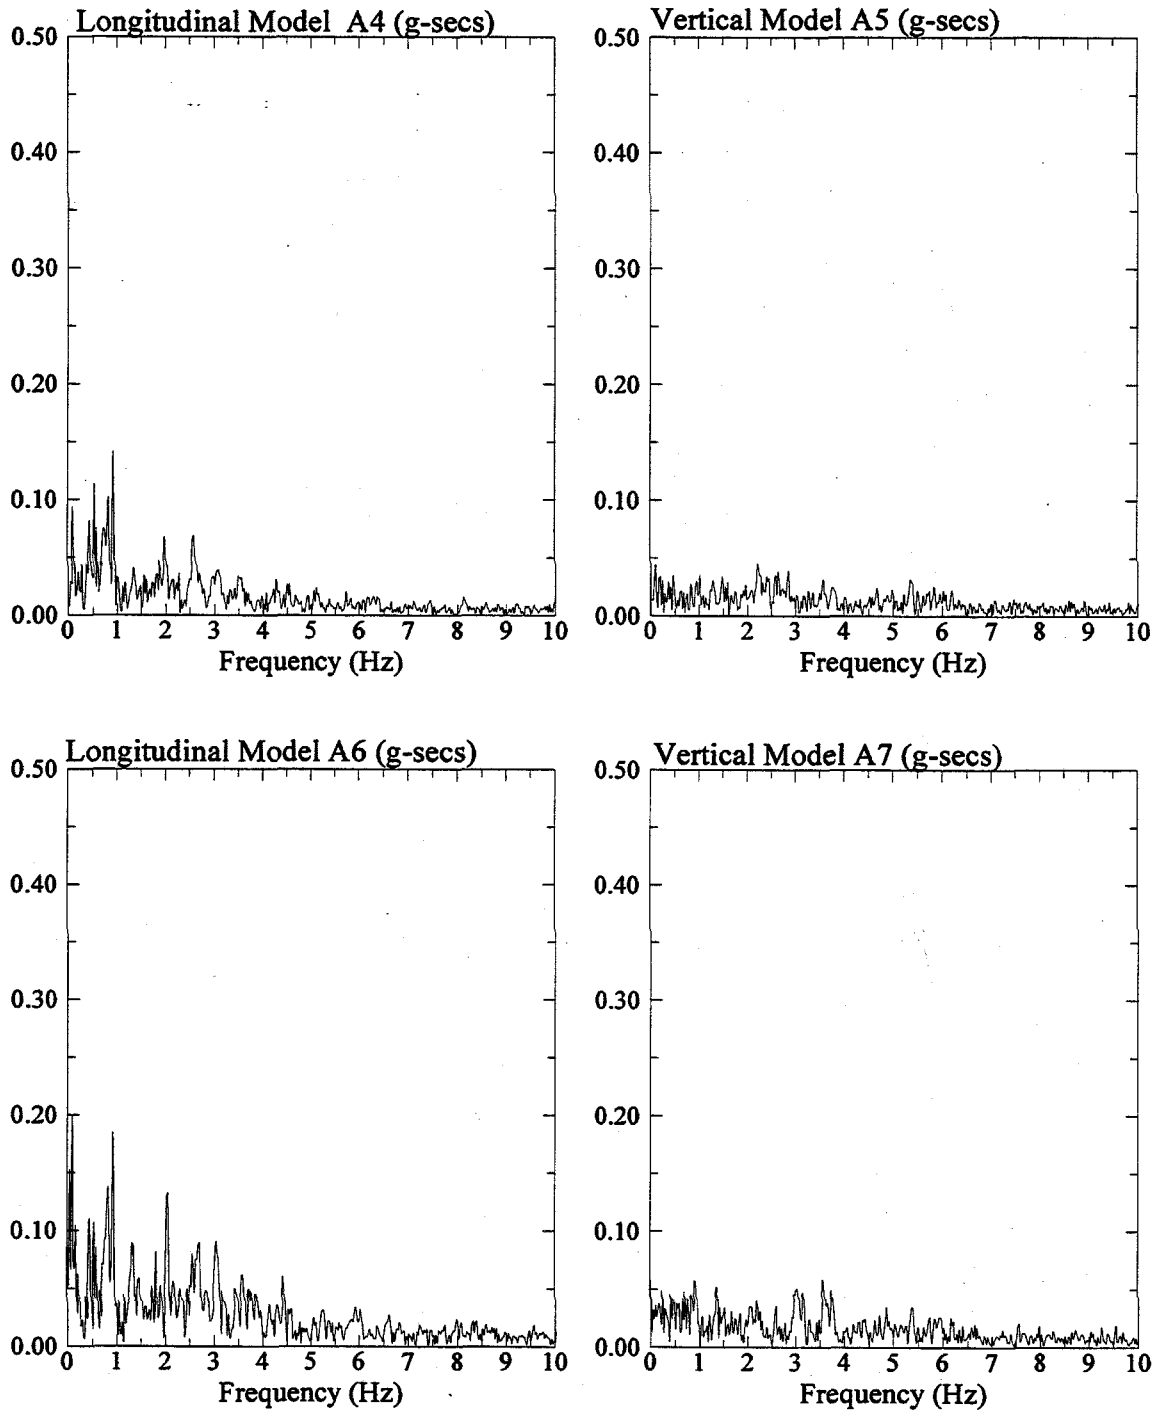 Longitudinal Model A4 (g-secs)
0.50
0.40
0.30
0.20
0.10
0.00
0 1 2 3 4 5 6 7 8 9 10
Frequency (Hz)
Vertical Model A5 (g-secs)
0.50
0.40
0.30
0.20
0.10
0.00
0 1 2 3 4 5 6 7 8 9 10
Frequency (Hz)
Longitudinal Model A6 (g-secs)
0.50
0.40
0.30
0.20
0.10
0.00
0 1 2 3 4 5 6 7 8 9 10
Frequency (Hz)
Vertical Model A7 (g-secs)
0.50
0.40
0.30
0.20
0.10
0.00
0 1 2 3 4 5 6 7 8 9 10
Frequency (Hz)